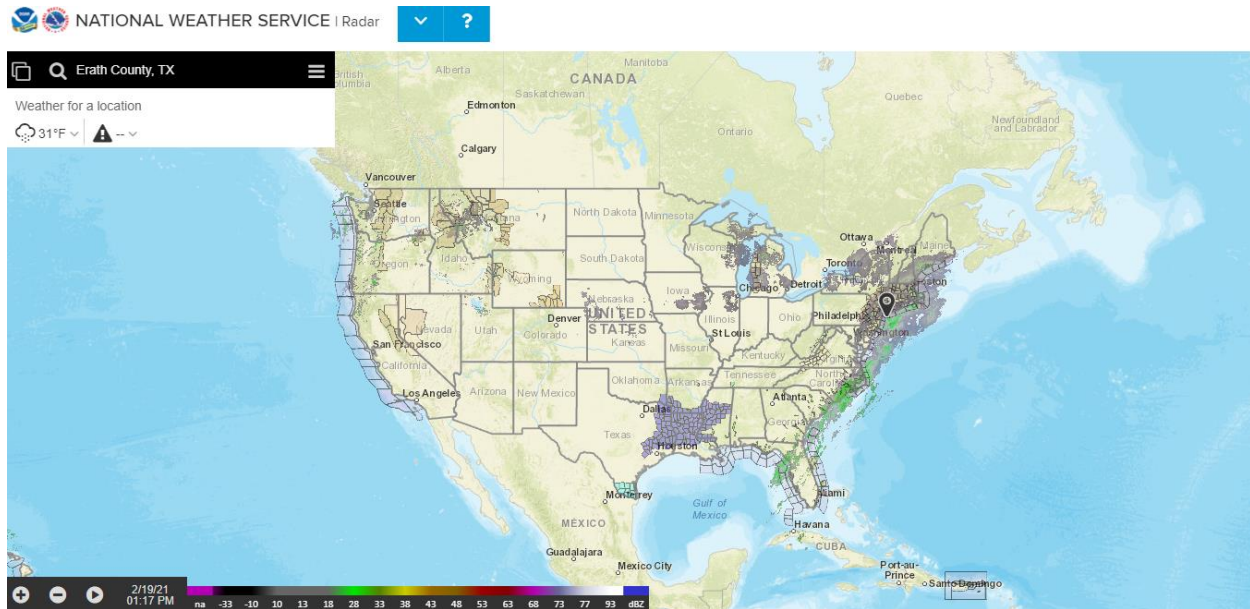 NATIONAL WEATHER SERVICE | Radar
?
Erath County, TX
Weather for a location
31°F
--
British Columbia
Alberta
Manitoba
CANADA
Saskatchewan
Edmonton
Quebec
Newfoundland
and Labrador
Ontario
Calgary
Vancouver
Seattle
North Dakota
Minnesota
Ottawa
Montreal
Maine
Wisconsin
Toronto
Oregon
Idaho
South Dakota
Wyoming
Iowa
Chicago
Detroit
Nebraska
Illinois
Ohio
Philadelphia
Denver
UNITED
STATES
St Louis
Washington
Nevada
Utah
Colorado
Kansas
Missouri
Kentucky
Virginia
San Francisco
California
Tennessee
North
Carolina
Los Angeles
Arizona
New Mexico
Oklahoma
Arkansas
Atlanta
Dallas
Georgia
Texas
Houston
Monterrey
Miami
Gulf of
Mexico
MÉXICO
Havana
CUBA
Guadalajara
Mexico City
Port-au-
Prince
Santo Domingo
2/19/21
01:17 PM
na -33 -10 10 13 18 28 33 38 43 48 53 63 68 73 77 93 dBZ